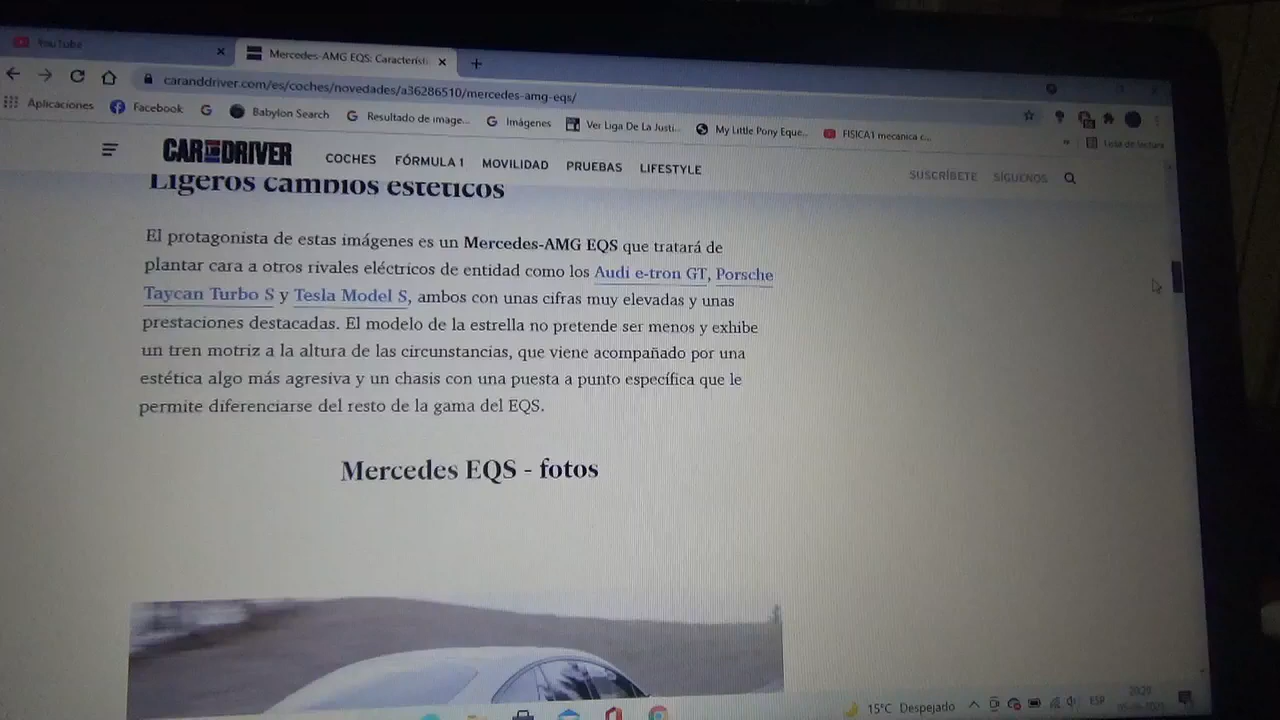 YouTube
Mercedes-AMG EQS: Característi
caranddriver.com/es/coches/novedades/a36286510/mercedes-amg-eqs/
Aplicaciones Facebook Babylon Search Resultado de image... Imágenes Ver Liga De La Justi... My Little Pony Eque... FISICA1 mecanica c... Lista de lectura
CAR AND DRIVER COCHES FÓRMULA 1 MOVILIDAD PRUEBAS LIFESTYLE SUSCRÍBETE SÍGUENOS
Ligeros cambios estéticos
El protagonista de estas imágenes es un Mercedes-AMG EQS que tratará de
plantar cara a otros rivales eléctricos de entidad como los Audi e-tron GT, Porsche
Taycan Turbo S y Tesla Model S, ambos con unas cifras muy elevadas y unas
prestaciones destacadas. El modelo de la estrella no pretende ser menos y exhibe
un tren motriz a la altura de las circunstancias, que viene acompañado por una
estética algo más agresiva y un chasis con una puesta a punto específica que le
permite diferenciarse del resto de la gama del EQS.
Mercedes EQS - fotos
15°C Despejado ESP 20:29